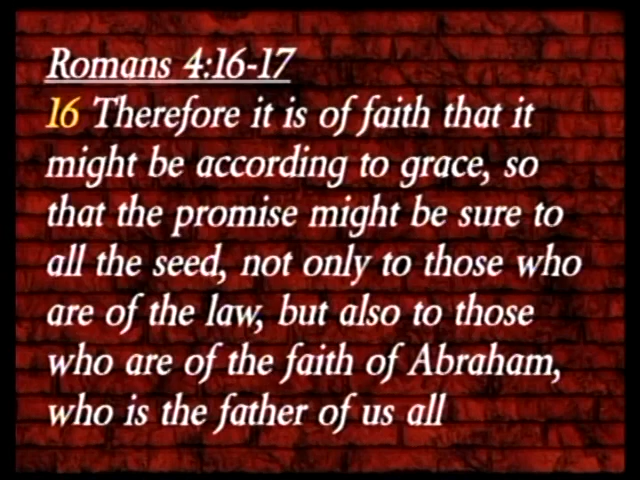 Romans 4:16-17
16 Therefore it is of faith that it
might be according to grace, so
that the promise might be sure to
all the seed, not only to those who
are of the law, but also to those
who are of the faith of Abraham,
who is the father of us all